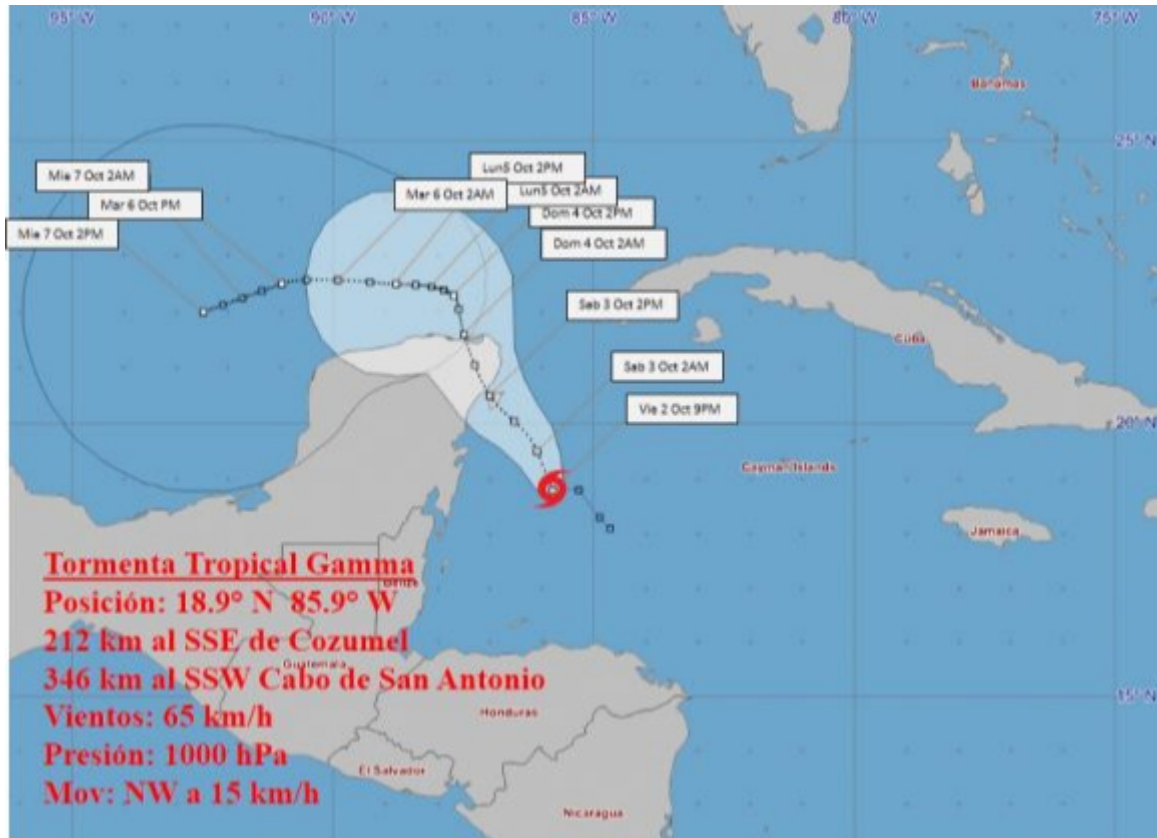 95° W
90° W
85° W
80° W
75° W
Bahamas
25° N
Lun5 Oct 2PM
Mie 7 Oct 2AM
Mar 6 Oct 2AM
Lun5 Oct 2AM
Mar 6 Oct PM
Dom 4 Oct 2PM
Mie 7 Oct 2PM
Dom 4 Oct 2AM
Sab 3 Oct 2PM
Cuba
Sab 3 Oct 2AM
Vie 2 Oct 9PM
20° N
Cayman Islands
Jamaica
Tormenta Tropical Gamma
Belize
Posición: 18.9° N 85.9° W
212 km al SSE de Cozumel
Guatemala
346 km al SSW Cabo de San Antonio
15° N
Vientos: 65 km/h
Honduras
Presión: 1000 hPa
El Salvador
Mov: NW a 15 km/h
Nicaragua